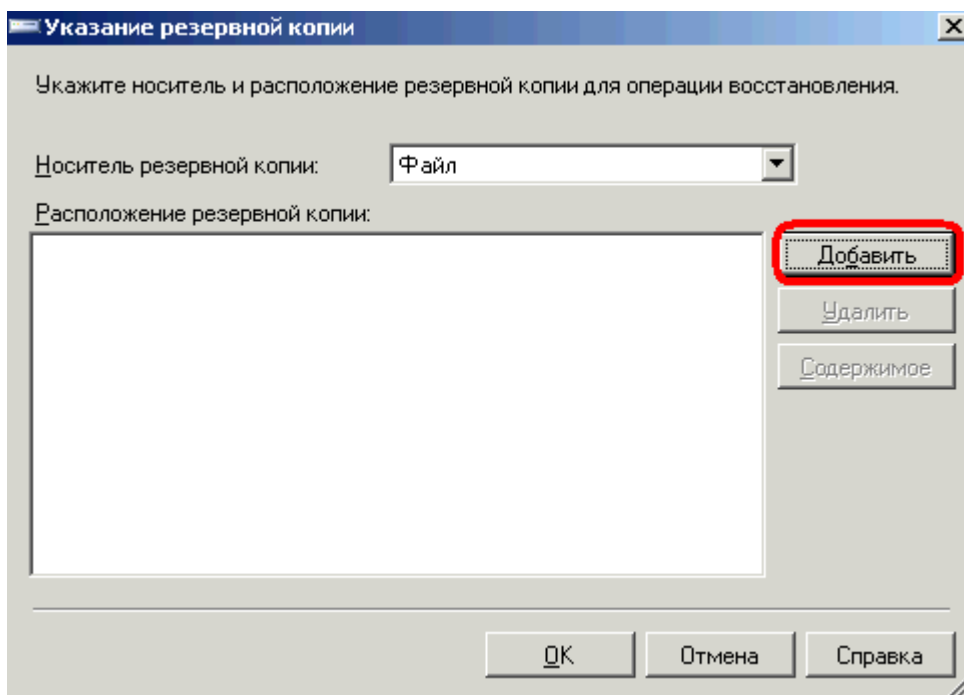 Указание резервной копии
Укажите носитель и расположение резервной копии для операции восстановления.
Носитель резервной копии: Файл
Расположение резервной копии:
Добавить
Удалить
Содержимое
OK Отмена Справка